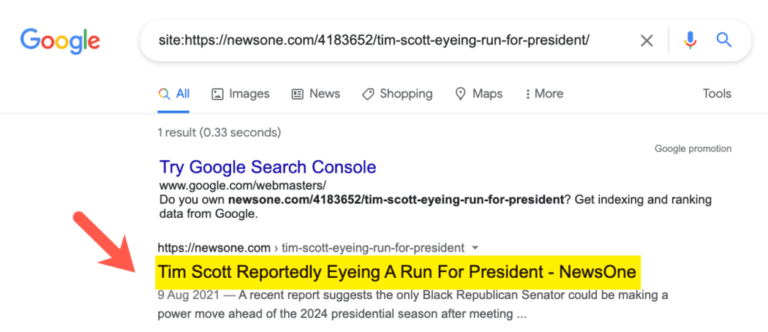 Google
site:https://newsone.com/4183652/tim-scott-eyeing-run-for-president/
All Images News Shopping Maps More Tools
1 result (0.33 seconds)
Google promotion
Try Google Search Console
www.google.com/webmasters/
Do you own newsone.com/4183652/tim-scott-eyeing-run-for-president? Get indexing and ranking
data from Google.
https://newsone.com › tim-scott-eyeing-run-for-president
Tim Scott Reportedly Eyeing A Run For President - NewsOne
9 Aug 2021 — A recent report suggests the only Black Republican Senator could be making a
power move ahead of the 2024 presidential season after meeting ...